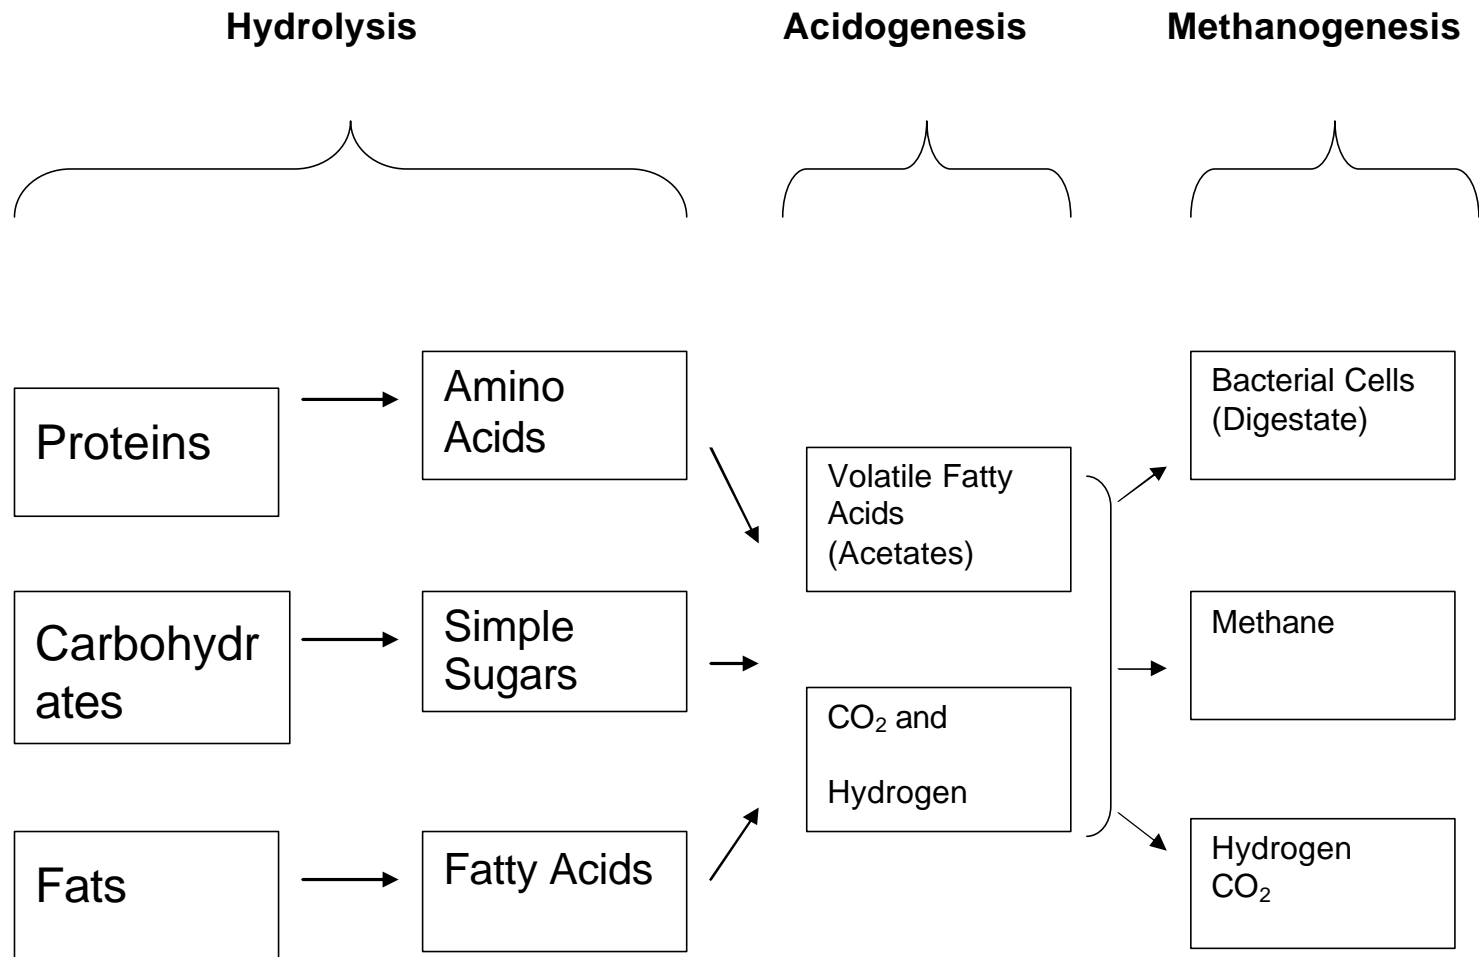 Hydrolysis
Acidogenesis
Methanogenesis
Proteins
Amino
Acids
Volatile Fatty
Acids
(Acetates)
Bacterial Cells
(Digestate)
Carbohydr
ates
Simple
Sugars
Methane
CO₂ and
Hydrogen
Fats
Fatty Acids
Hydrogen
CO₂